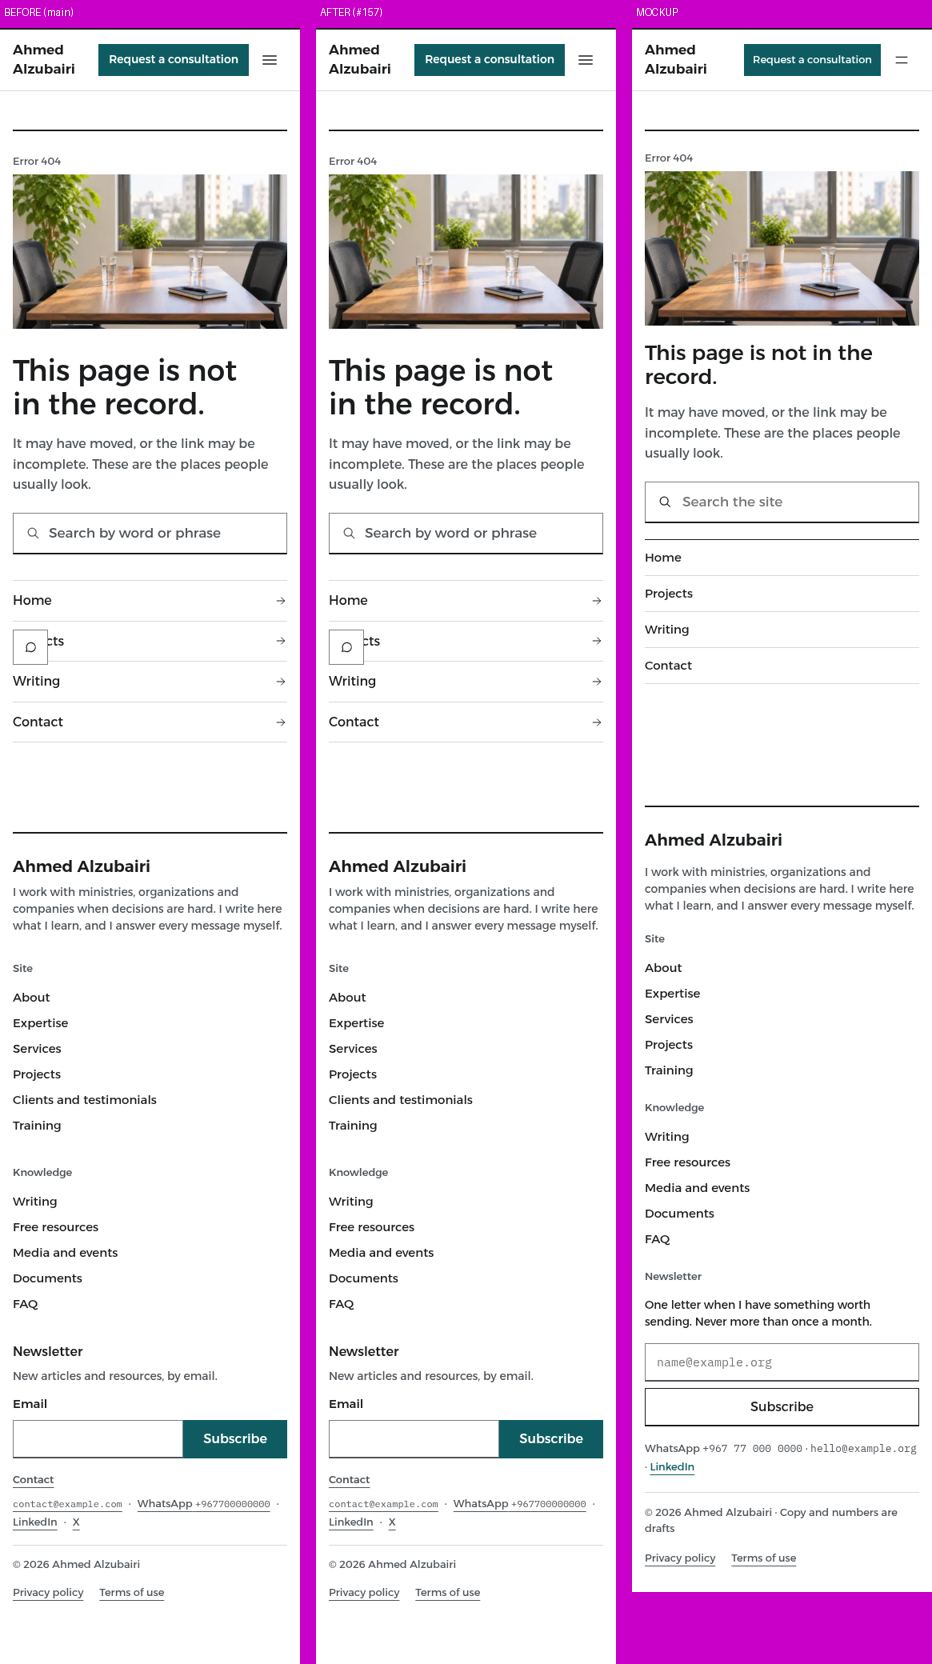 BEFORE (main)
Ahmed
Alzubairi
Request a consultation
Error 404
This page is not
in the record.
It may have moved, or the link may be
incomplete. These are the places people
usually look.
Search by word or phrase
Home
cts
Writing
Contact
Ahmed Alzubairi
I work with ministries, organizations and
companies when decisions are hard. I write here
what I learn, and I answer every message myself.
Site
About
Expertise
Services
Projects
Clients and testimonials
Training
Knowledge
Writing
Free resources
Media and events
Documents
FAQ
Newsletter
New articles and resources, by email.
Email
Subscribe
Contact
contact@example.com · WhatsApp +967700000000 ·
LinkedIn · X
© 2026 Ahmed Alzubairi
Privacy policy Terms of use
AFTER (#157)
Ahmed
Alzubairi
Request a consultation
Error 404
This page is not
in the record.
It may have moved, or the link may be
incomplete. These are the places people
usually look.
Search by word or phrase
Home
cts
Writing
Contact
Ahmed Alzubairi
I work with ministries, organizations and
companies when decisions are hard. I write here
what I learn, and I answer every message myself.
Site
About
Expertise
Services
Projects
Clients and testimonials
Training
Knowledge
Writing
Free resources
Media and events
Documents
FAQ
Newsletter
New articles and resources, by email.
Email
Subscribe
Contact
contact@example.com · WhatsApp +967700000000 ·
LinkedIn · X
© 2026 Ahmed Alzubairi
Privacy policy Terms of use
MOCKUP
Ahmed
Alzubairi
Request a consultation
Error 404
This page is not in the
record.
It may have moved, or the link may be
incomplete. These are the places people
usually look.
Search the site
Home
Projects
Writing
Contact
Ahmed Alzubairi
I work with ministries, organizations and
companies when decisions are hard. I write here
what I learn, and I answer every message myself.
Site
About
Expertise
Services
Projects
Training
Knowledge
Writing
Free resources
Media and events
Documents
FAQ
Newsletter
One letter when I have something worth
sending. Never more than once a month.
name@example.org
Subscribe
WhatsApp +967 77 000 0000 · hello@example.org
· LinkedIn
© 2026 Ahmed Alzubairi · Copy and numbers are
drafts
Privacy policy Terms of use